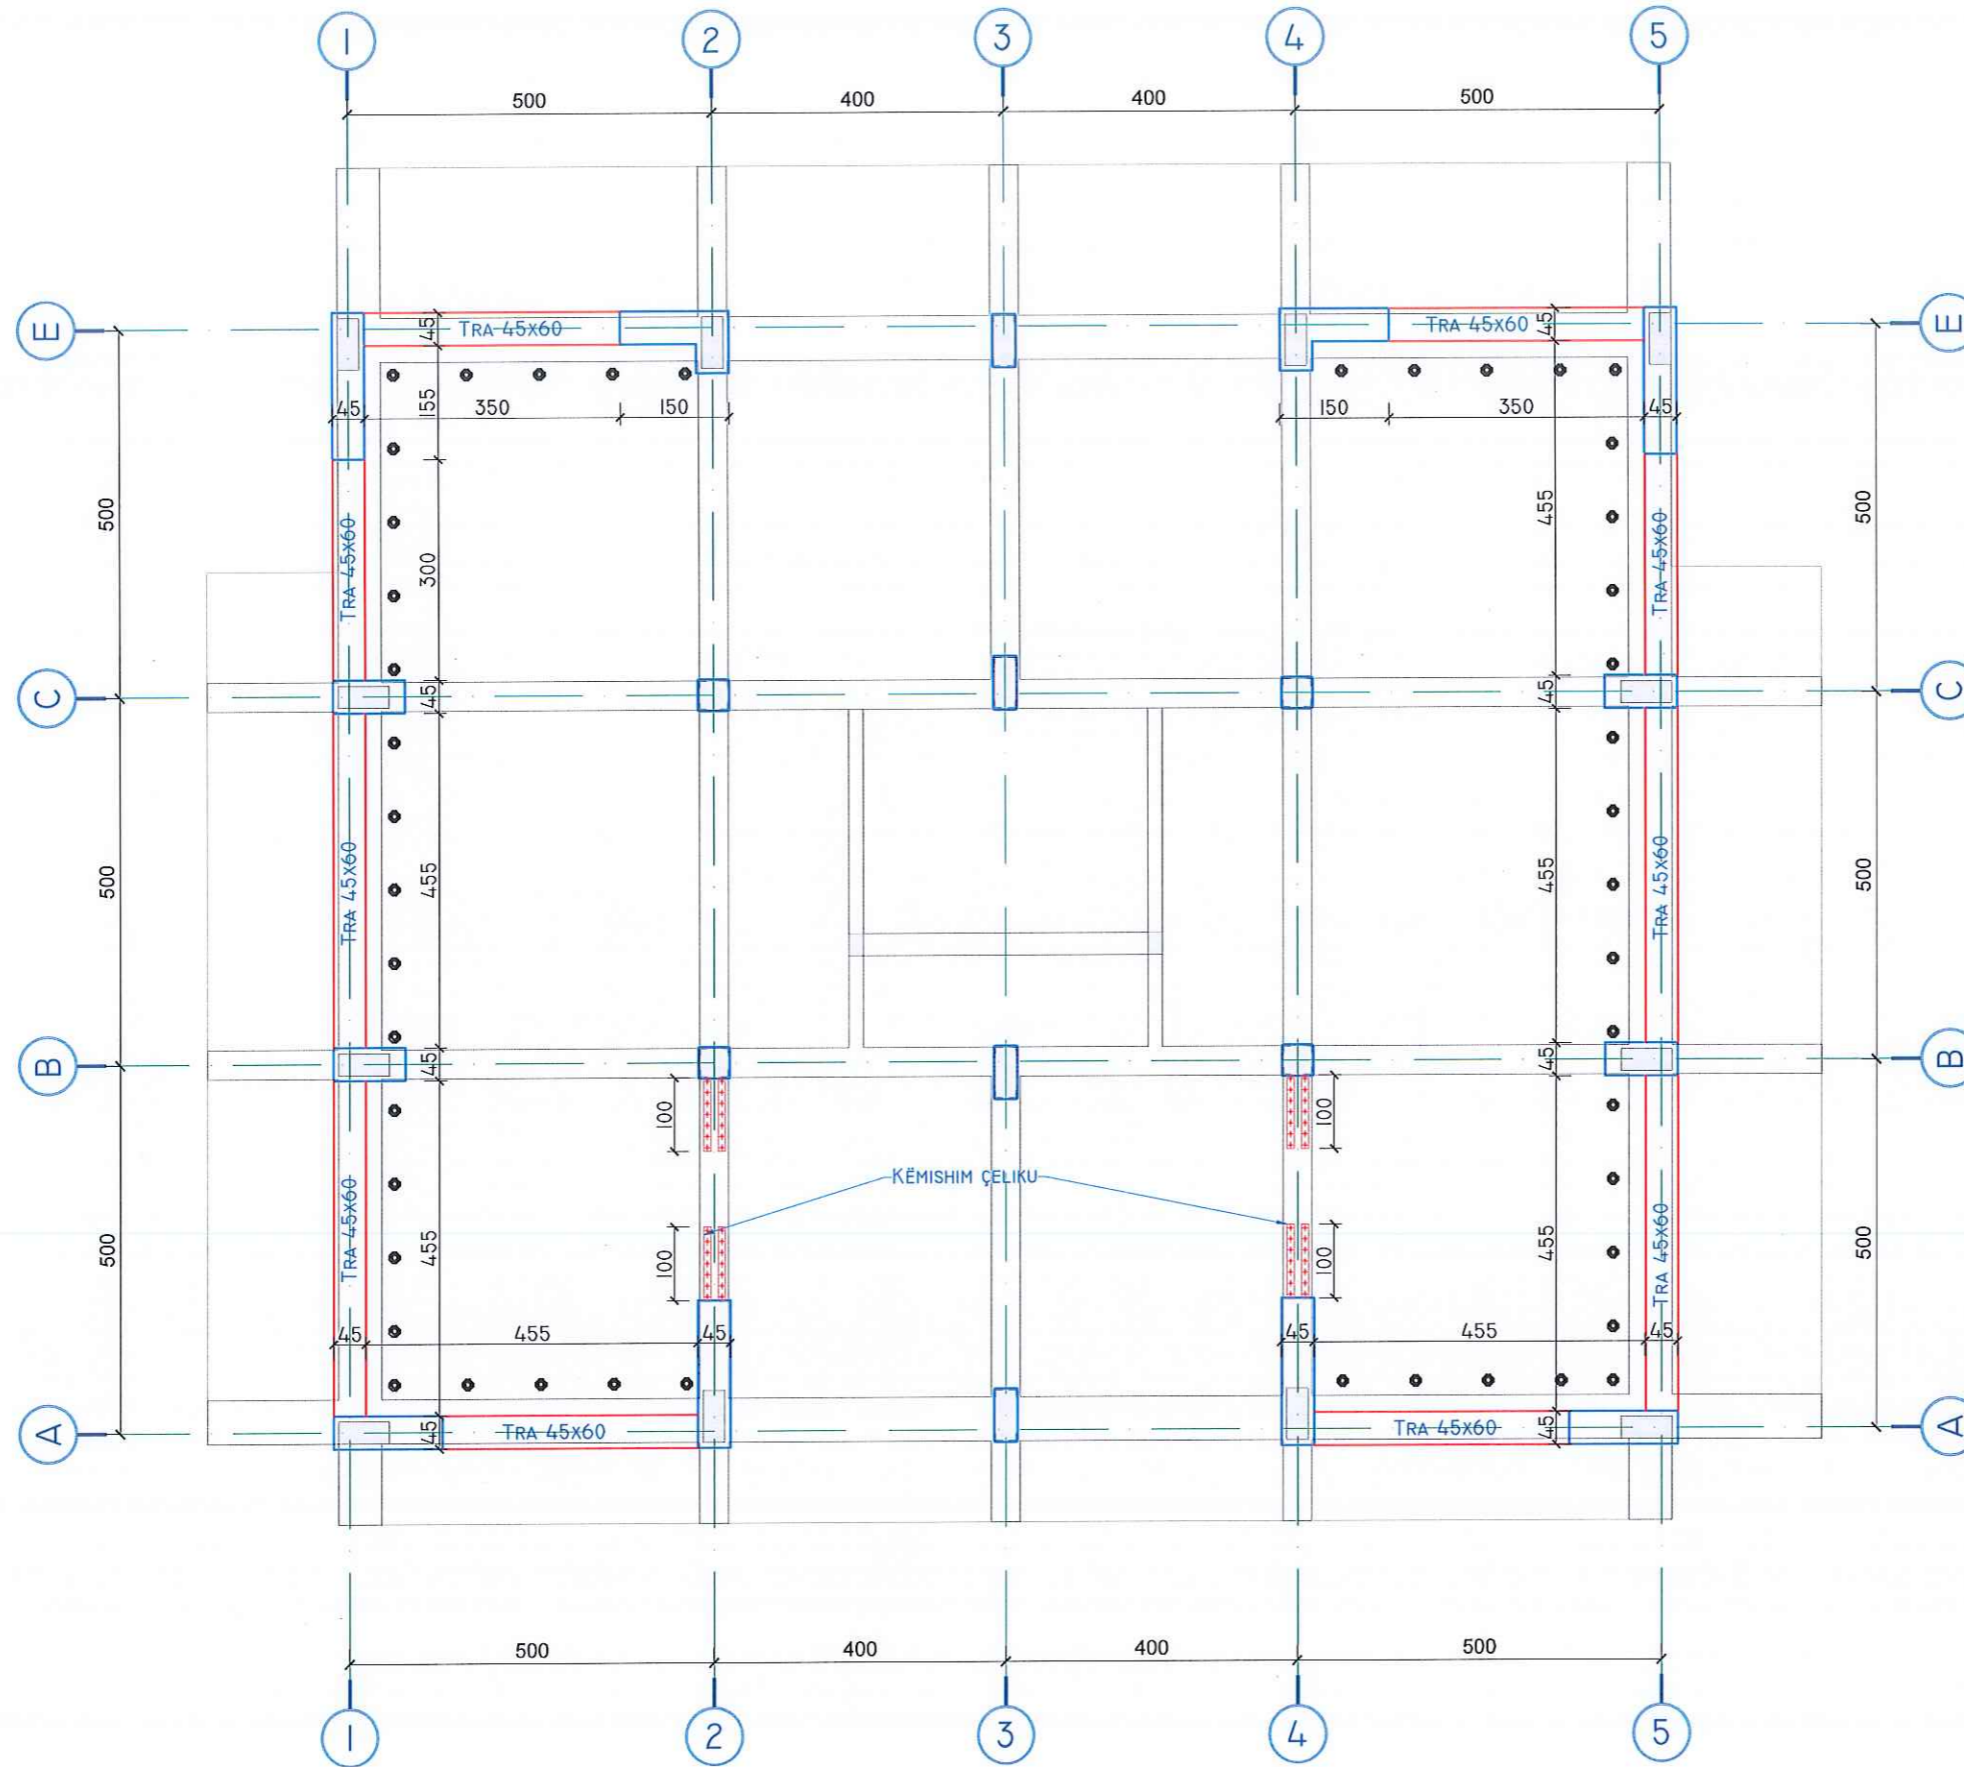 1 2 3 4 5
500 400 400 500
E TRA 45X60 45 TRA 45X60 45 E
45 350 150 150 350 45
155
500 TRA 45X60 300 455 TRA 45X60 500
C 45 45 C
500 TRA 45X60 455 455 TRA 45X60 500
B 45 45 B
100 100
KËMISHIM ÇELIKU
500 TRA 45X60 455 100 100 455 TRA 45X60 500
45 455 45 45 455 45
A 45 TRA 45X60 TRA 45X60 45 A
500 400 400 500
1 2 3 4 5